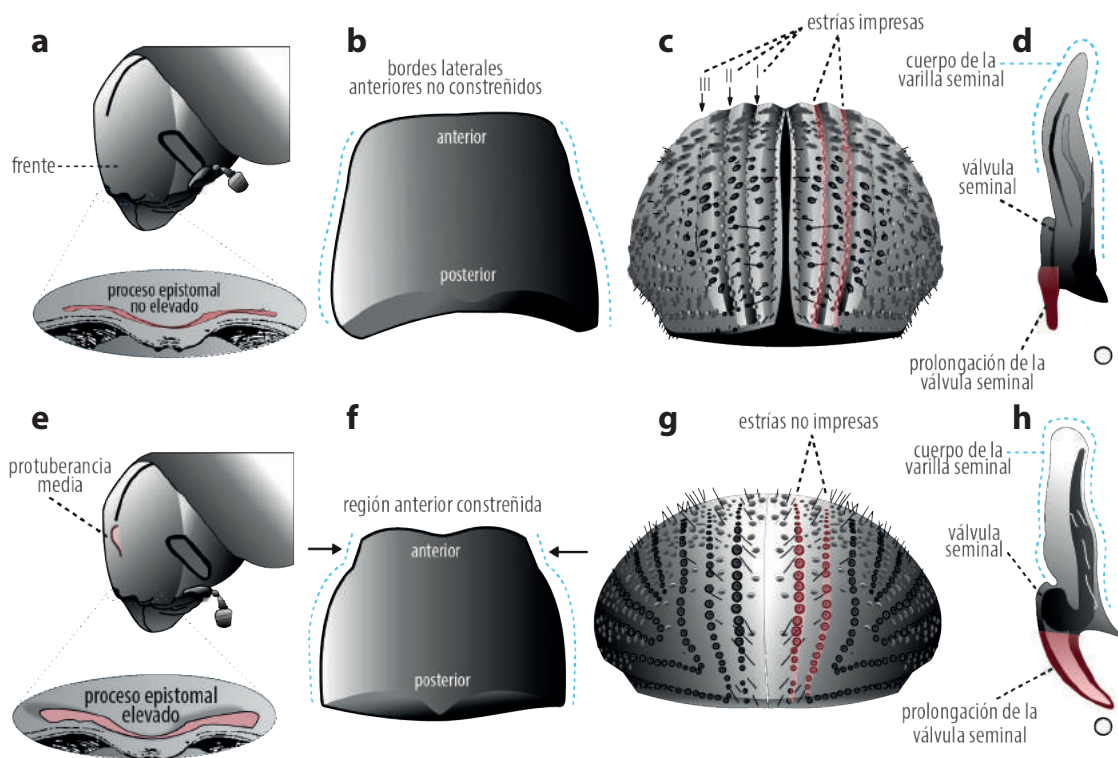 a
frente
proceso epistomal
no elevado
b
bordes laterales
anteriores no constreñidos
anterior
posterior
c
estrías impresas
III
II
I
d
cuerpo de la
varilla seminal
válvula
seminal
prolongación de la
válvula seminal
e
protuberancia
media
proceso epistomal
elevado
f
región anterior constreñida
anterior
posterior
g
estrías no impresas
h
cuerpo de la
varilla seminal
válvula
seminal
prolongación de la
válvula seminal